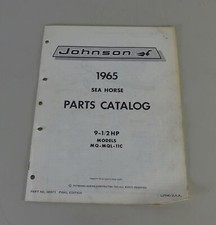 Johnson
1965
SEA HORSE
PARTS CATALOG
9-1/2 HP
MODELS
MQ-MQL-11C